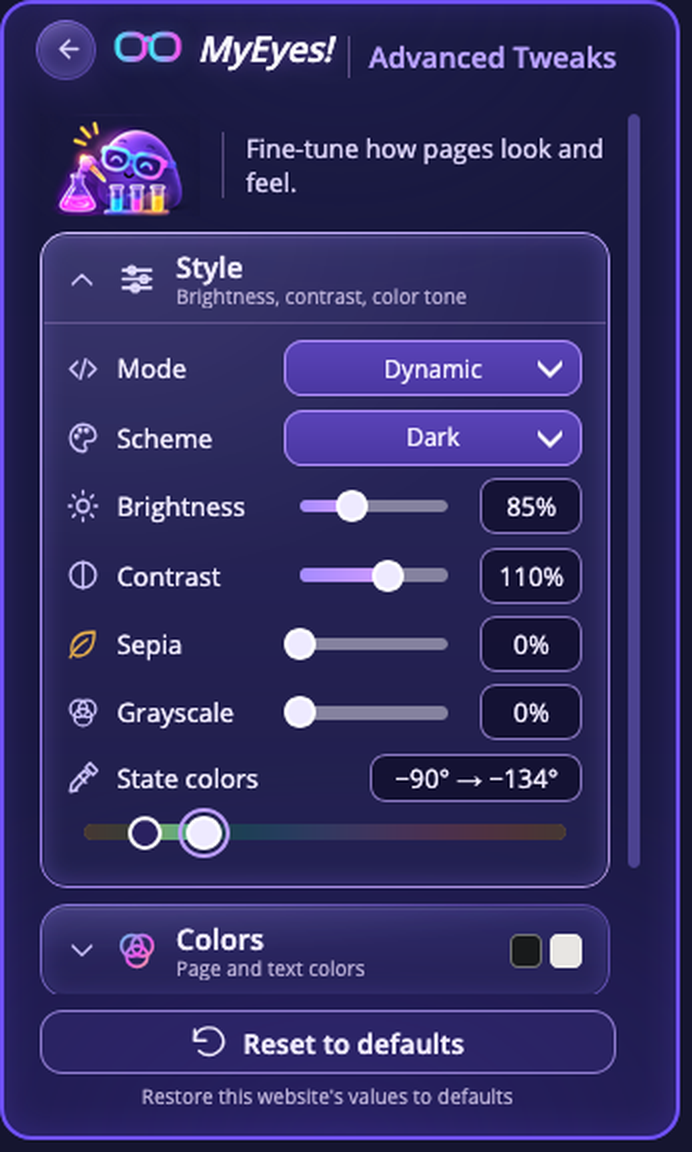 MyEyes!
Advanced Tweaks
Fine-tune how pages look and
feel.
Style
Brightness, contrast, color tone
Mode
Dynamic
Scheme
Dark
Brightness
85%
Contrast
110%
Sepia
0%
Grayscale
0%
State colors
−90° → −134°
Colors
Page and text colors
Reset to defaults
Restore this website's values to defaults